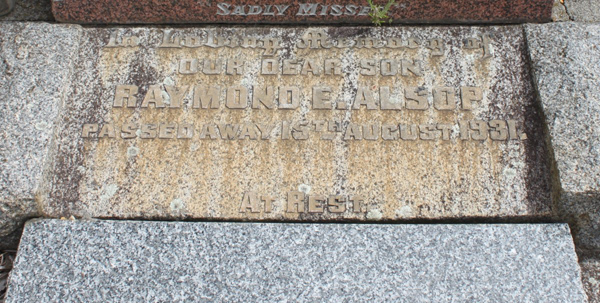 SADLY MISSED
In Loving Memory of
OUR DEAR SON
RAYMOND E. ALSOP
PASSED AWAY 15TH AUGUST 1931.
AT REST.